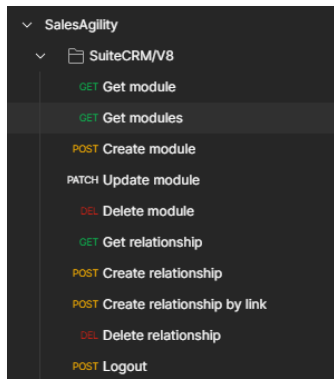 SalesAgility
SuiteCRM/V8
GET Get module
GET Get modules
POST Create module
PATCH Update module
DEL Delete module
GET Get relationship
POST Create relationship
POST Create relationship by link
DEL Delete relationship
POST Logout